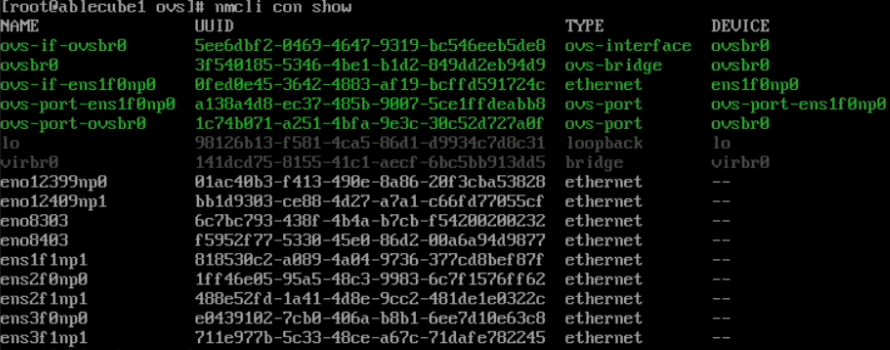 [root@ablecube1 ovs]# nmcli con show
NAME UUID TYPE DEVICE
ovs-if-ovsbr0 5ee6dbf2-0469-4647-9319-bc546eeb5de8 ovs-interface ovsbr0
ovsbr0 3f540185-5346-4be1-b1d2-849dd2eb94d9 ovs-bridge ovsbr0
ovs-if-ens1f0np0 0fed0e45-3642-4883-af19-bcffd591724c ethernet ens1f0np0
ovs-port-ens1f0np0 a138a4d8-ec37-485b-9007-5ce1ffdeabb8 ovs-port ovs-port-ens1f0np0
ovs-port-ovsbr0 1c74b071-a251-4bfa-9e3c-30c52d727a0f ovs-port ovsbr0
lo 98126b13-f581-4ca5-86d1-d9934c7d8c31 loopback lo
virbr0 141dcd75-8155-41c1-aecf-6bc5bb913dd5 bridge virbr0
eno12399np0 01ac40b3-f413-490e-8a86-20f3cba53828 ethernet --
eno12409np1 bb1d9303-ce88-4d27-a7a1-c66fd77055cf ethernet --
eno8303 6c7bc793-438f-4b4a-b7cb-f54200200232 ethernet --
eno8403 f5952f77-5330-45e0-86d2-00a6a94d9877 ethernet --
ens1f1np1 818530c2-a089-4a04-9736-377cd8bef87f ethernet --
ens2f0np0 1ff46e05-95a5-48c3-9983-6c7f1576ff62 ethernet --
ens2f1np1 488e52fd-1a41-4d8e-9cc2-481de1e0322c ethernet --
ens3f0np0 e0439102-7cb0-406a-b8b1-6ee7d10e63c8 ethernet --
ens3f1np1 711e977b-5c33-48ce-a67c-71dafe782245 ethernet --